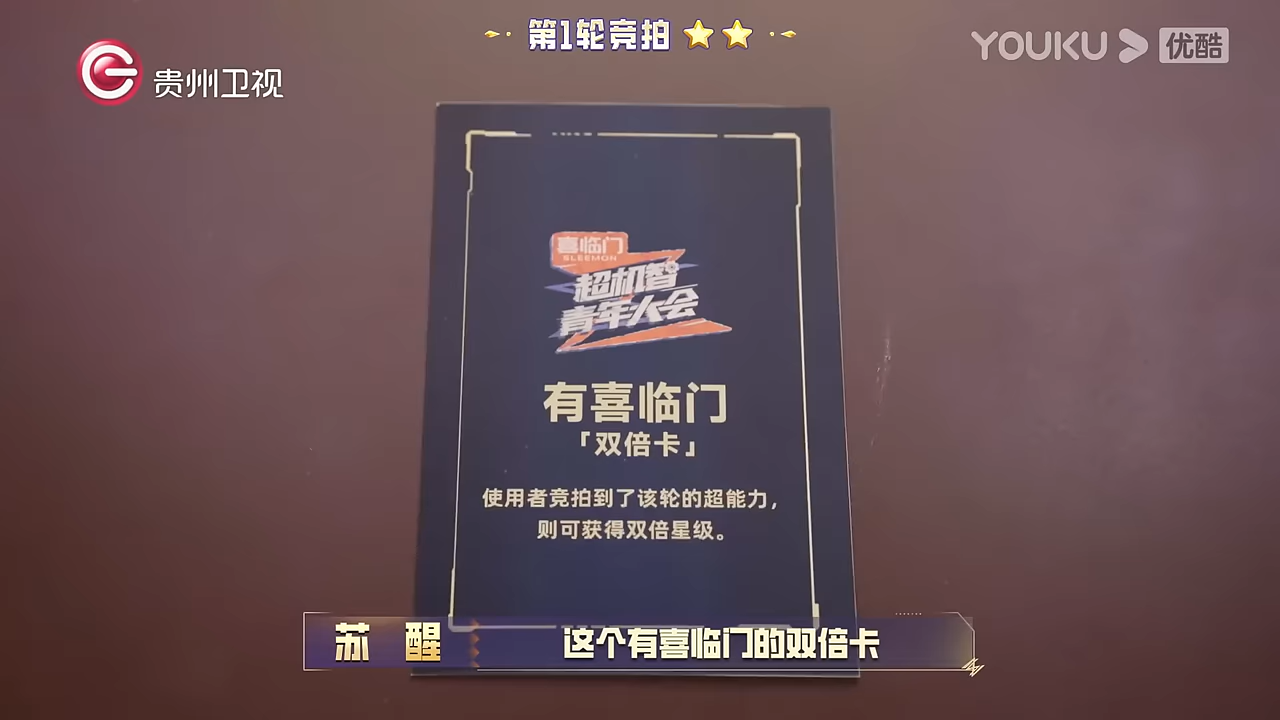 第1轮竞拍
贵州卫视
YOUKU 优酷
喜临门
SLEEMON
超机智
青年大会
有喜临门
「双倍卡」
使用者竞拍到了该轮的超能力，
则可获得双倍星级。
苏醒 这个有喜临门的双倍卡